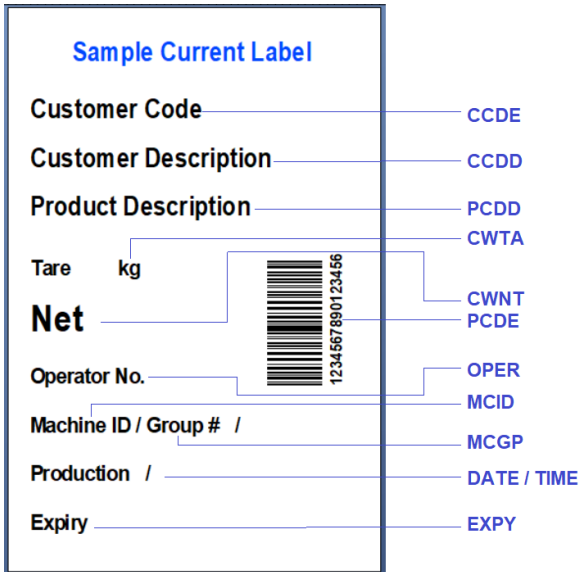 Sample Current Label
Customer Code
CCDE
Customer Description
CCDD
Product Description
PCDD
CWTA
Tare kg
Net
CWNT
1234567890123456
PCDE
Operator No.
OPER
MCID
Machine ID / Group # /
MCGP
Production /
DATE / TIME
Expiry
EXPY